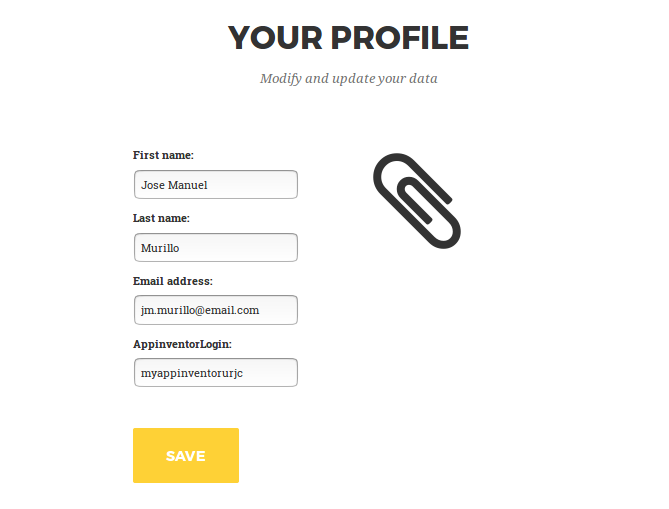 YOUR PROFILE
Modify and update your data
First name:
Jose Manuel
Last name:
Murillo
Email address:
jm.murillo@email.com
AppinventorLogin:
myappinventorurjc
SAVE